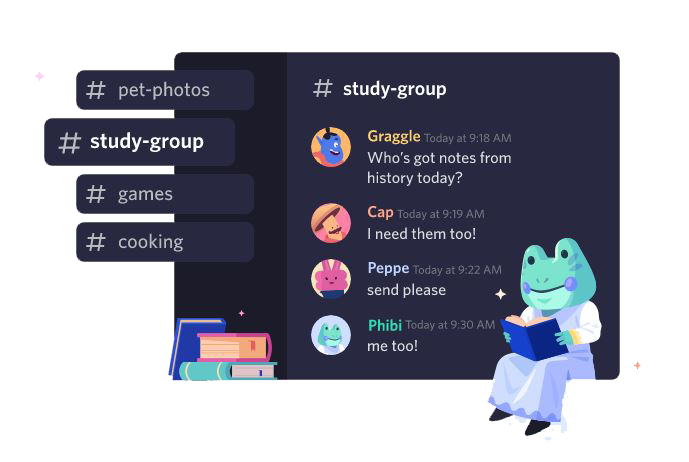 # pet-photos
# study-group
# games
# cooking
# study-group
Graggle Today at 9:18 AM
Who's got notes from
history today?
Cap Today at 9:19 AM
I need them too!
Peppe Today at 9:22 AM
send please
Phibi Today at 9:30 AM
me too!